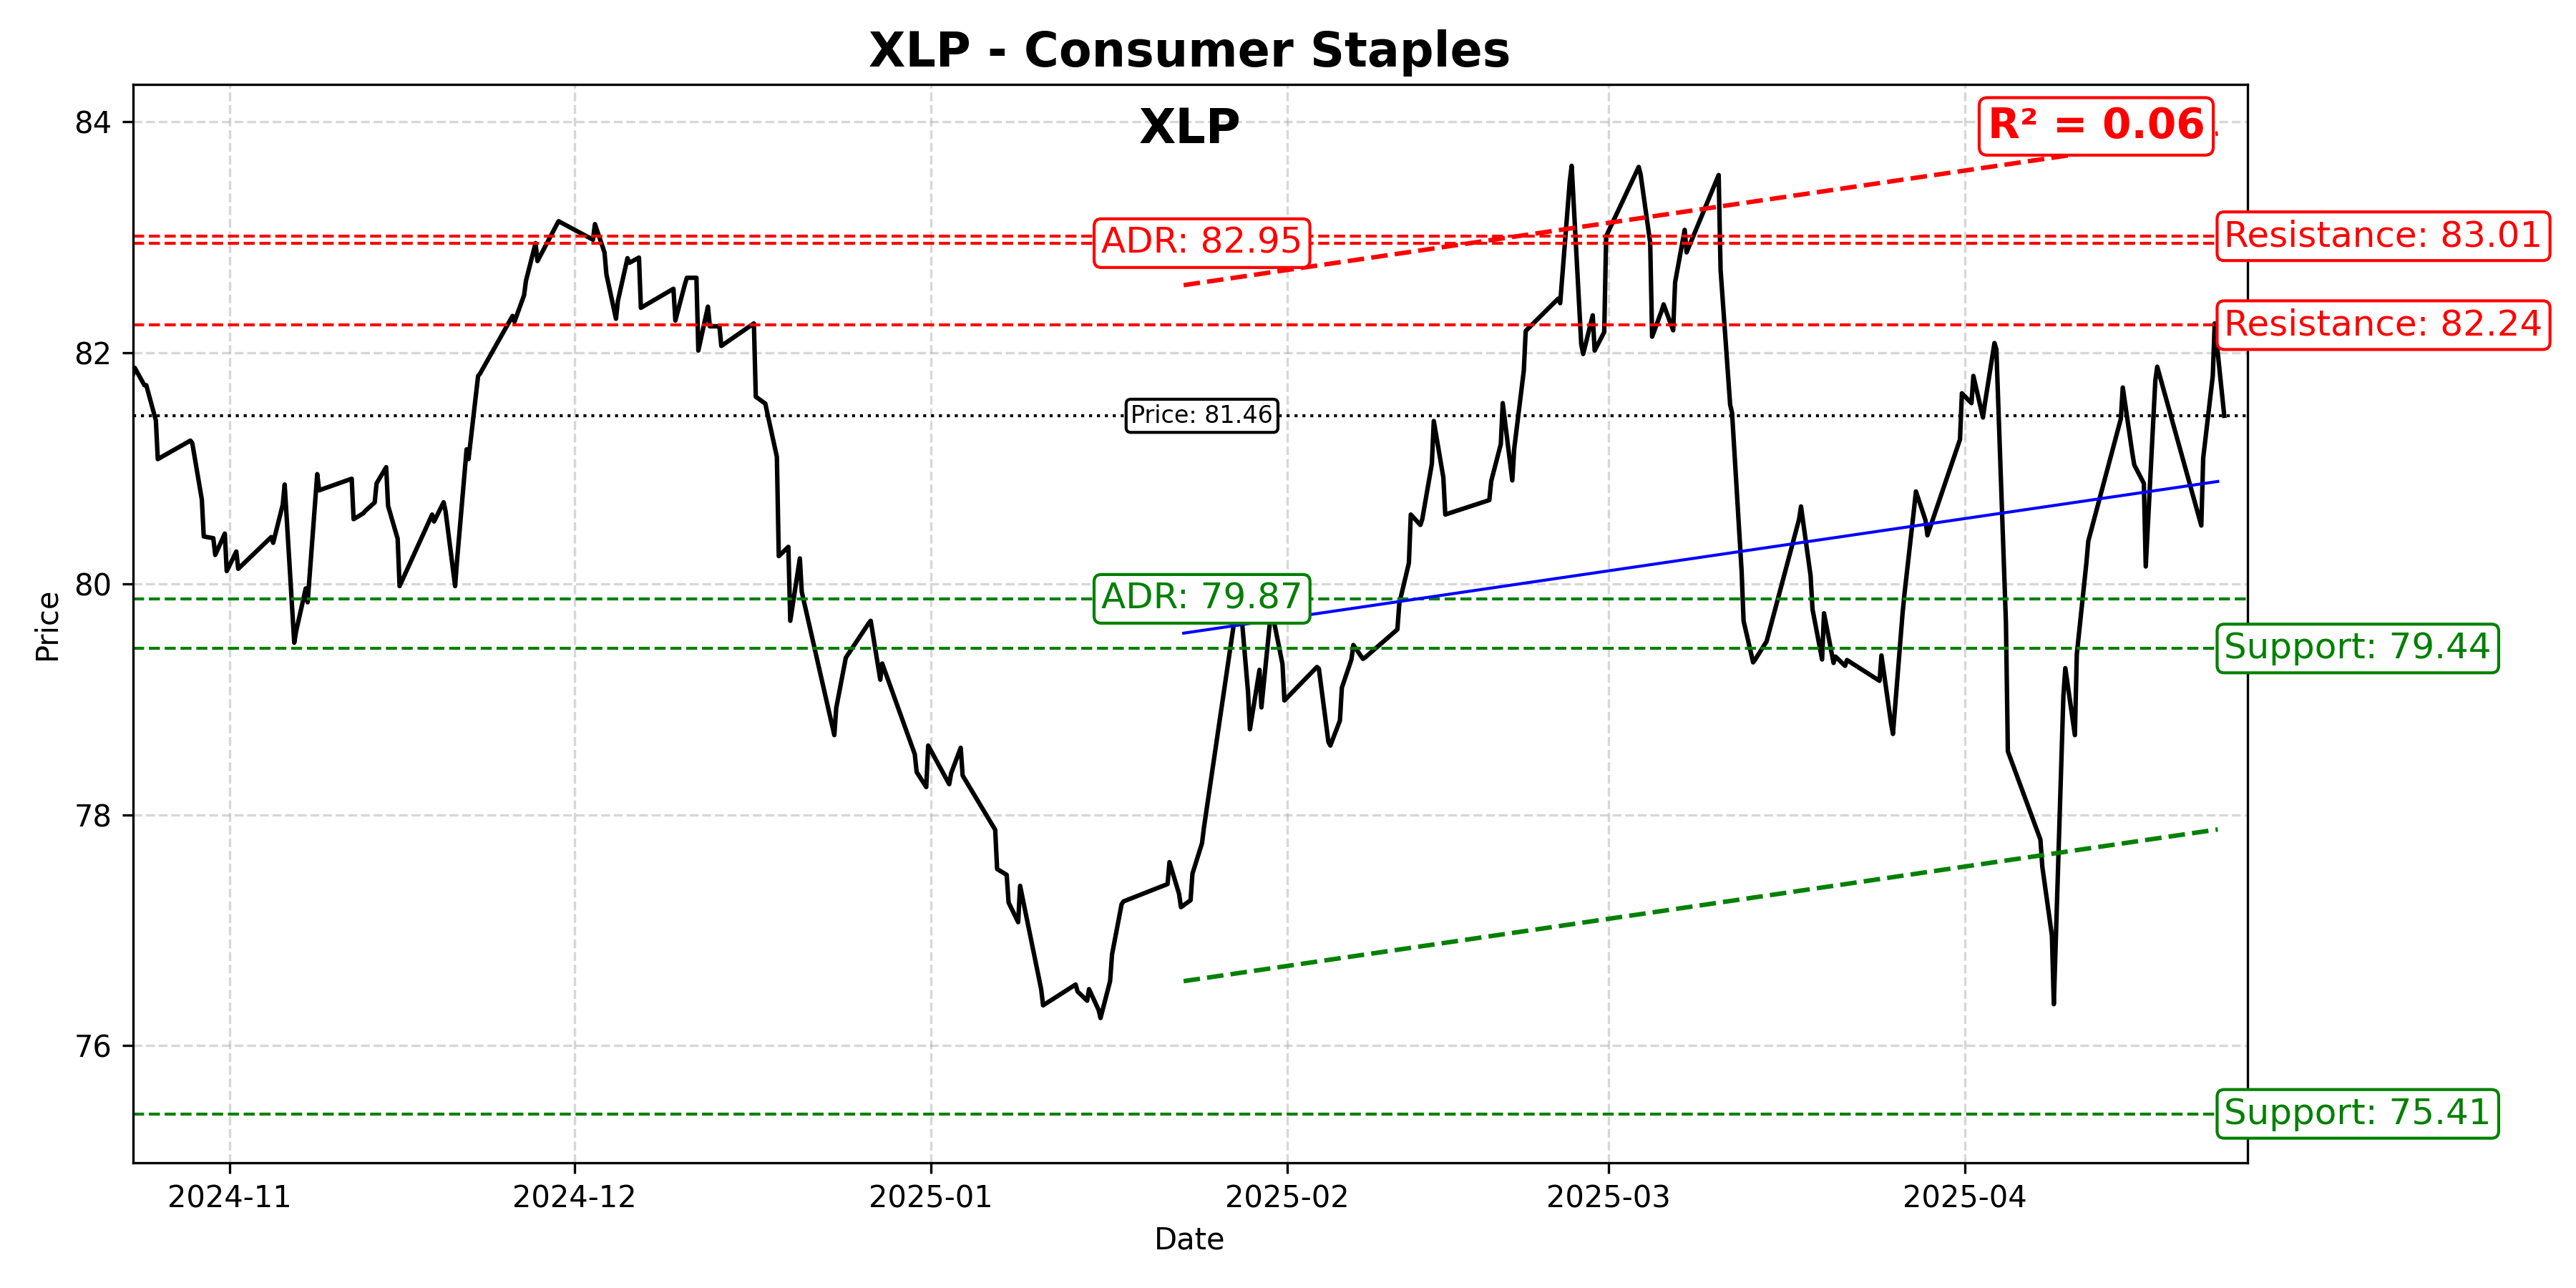 XLP - Consumer Staples
XLP
R² = 0.06
84
ADR: 82.95
Resistance: 83.01
Resistance: 82.24
82
Price: 81.46
80
ADR: 79.87
Support: 79.44
Price
78
76
Support: 75.41
2024-11
2024-12
2025-01
2025-02
2025-03
2025-04
Date